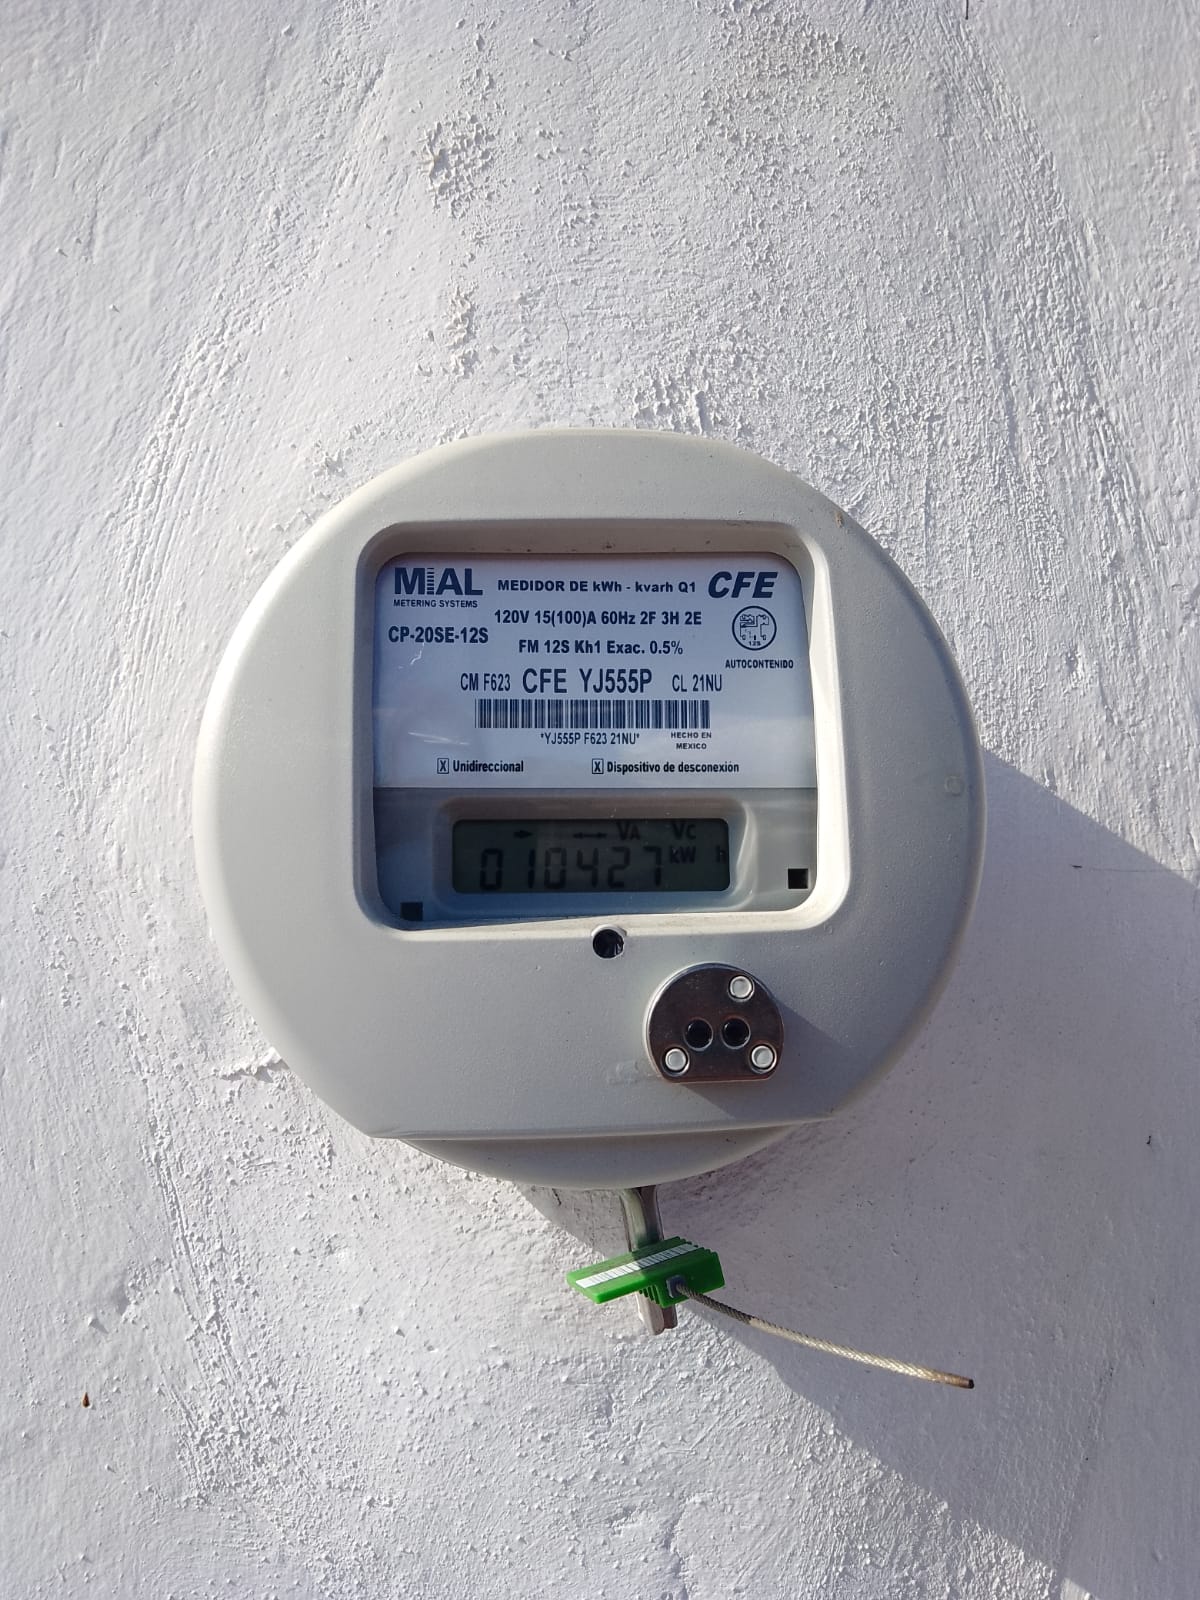 MIAL
METERING SYSTEMS
MEDIDOR DE kWh - kvarh Q1
CFE
120V 15(100)A 60Hz 2F 3H 2E
CP-20SE-12S
FM 12S Kh1 Exac. 0.5%
12S
AUTOCONTENIDO
CM F623 CFE YJ555P CL 21NU
*YJ555P F623 21NU*
HECHO EN
MEXICO
X Unidireccional
X Dispositivo de desconexión
VA VC
010427 kW h